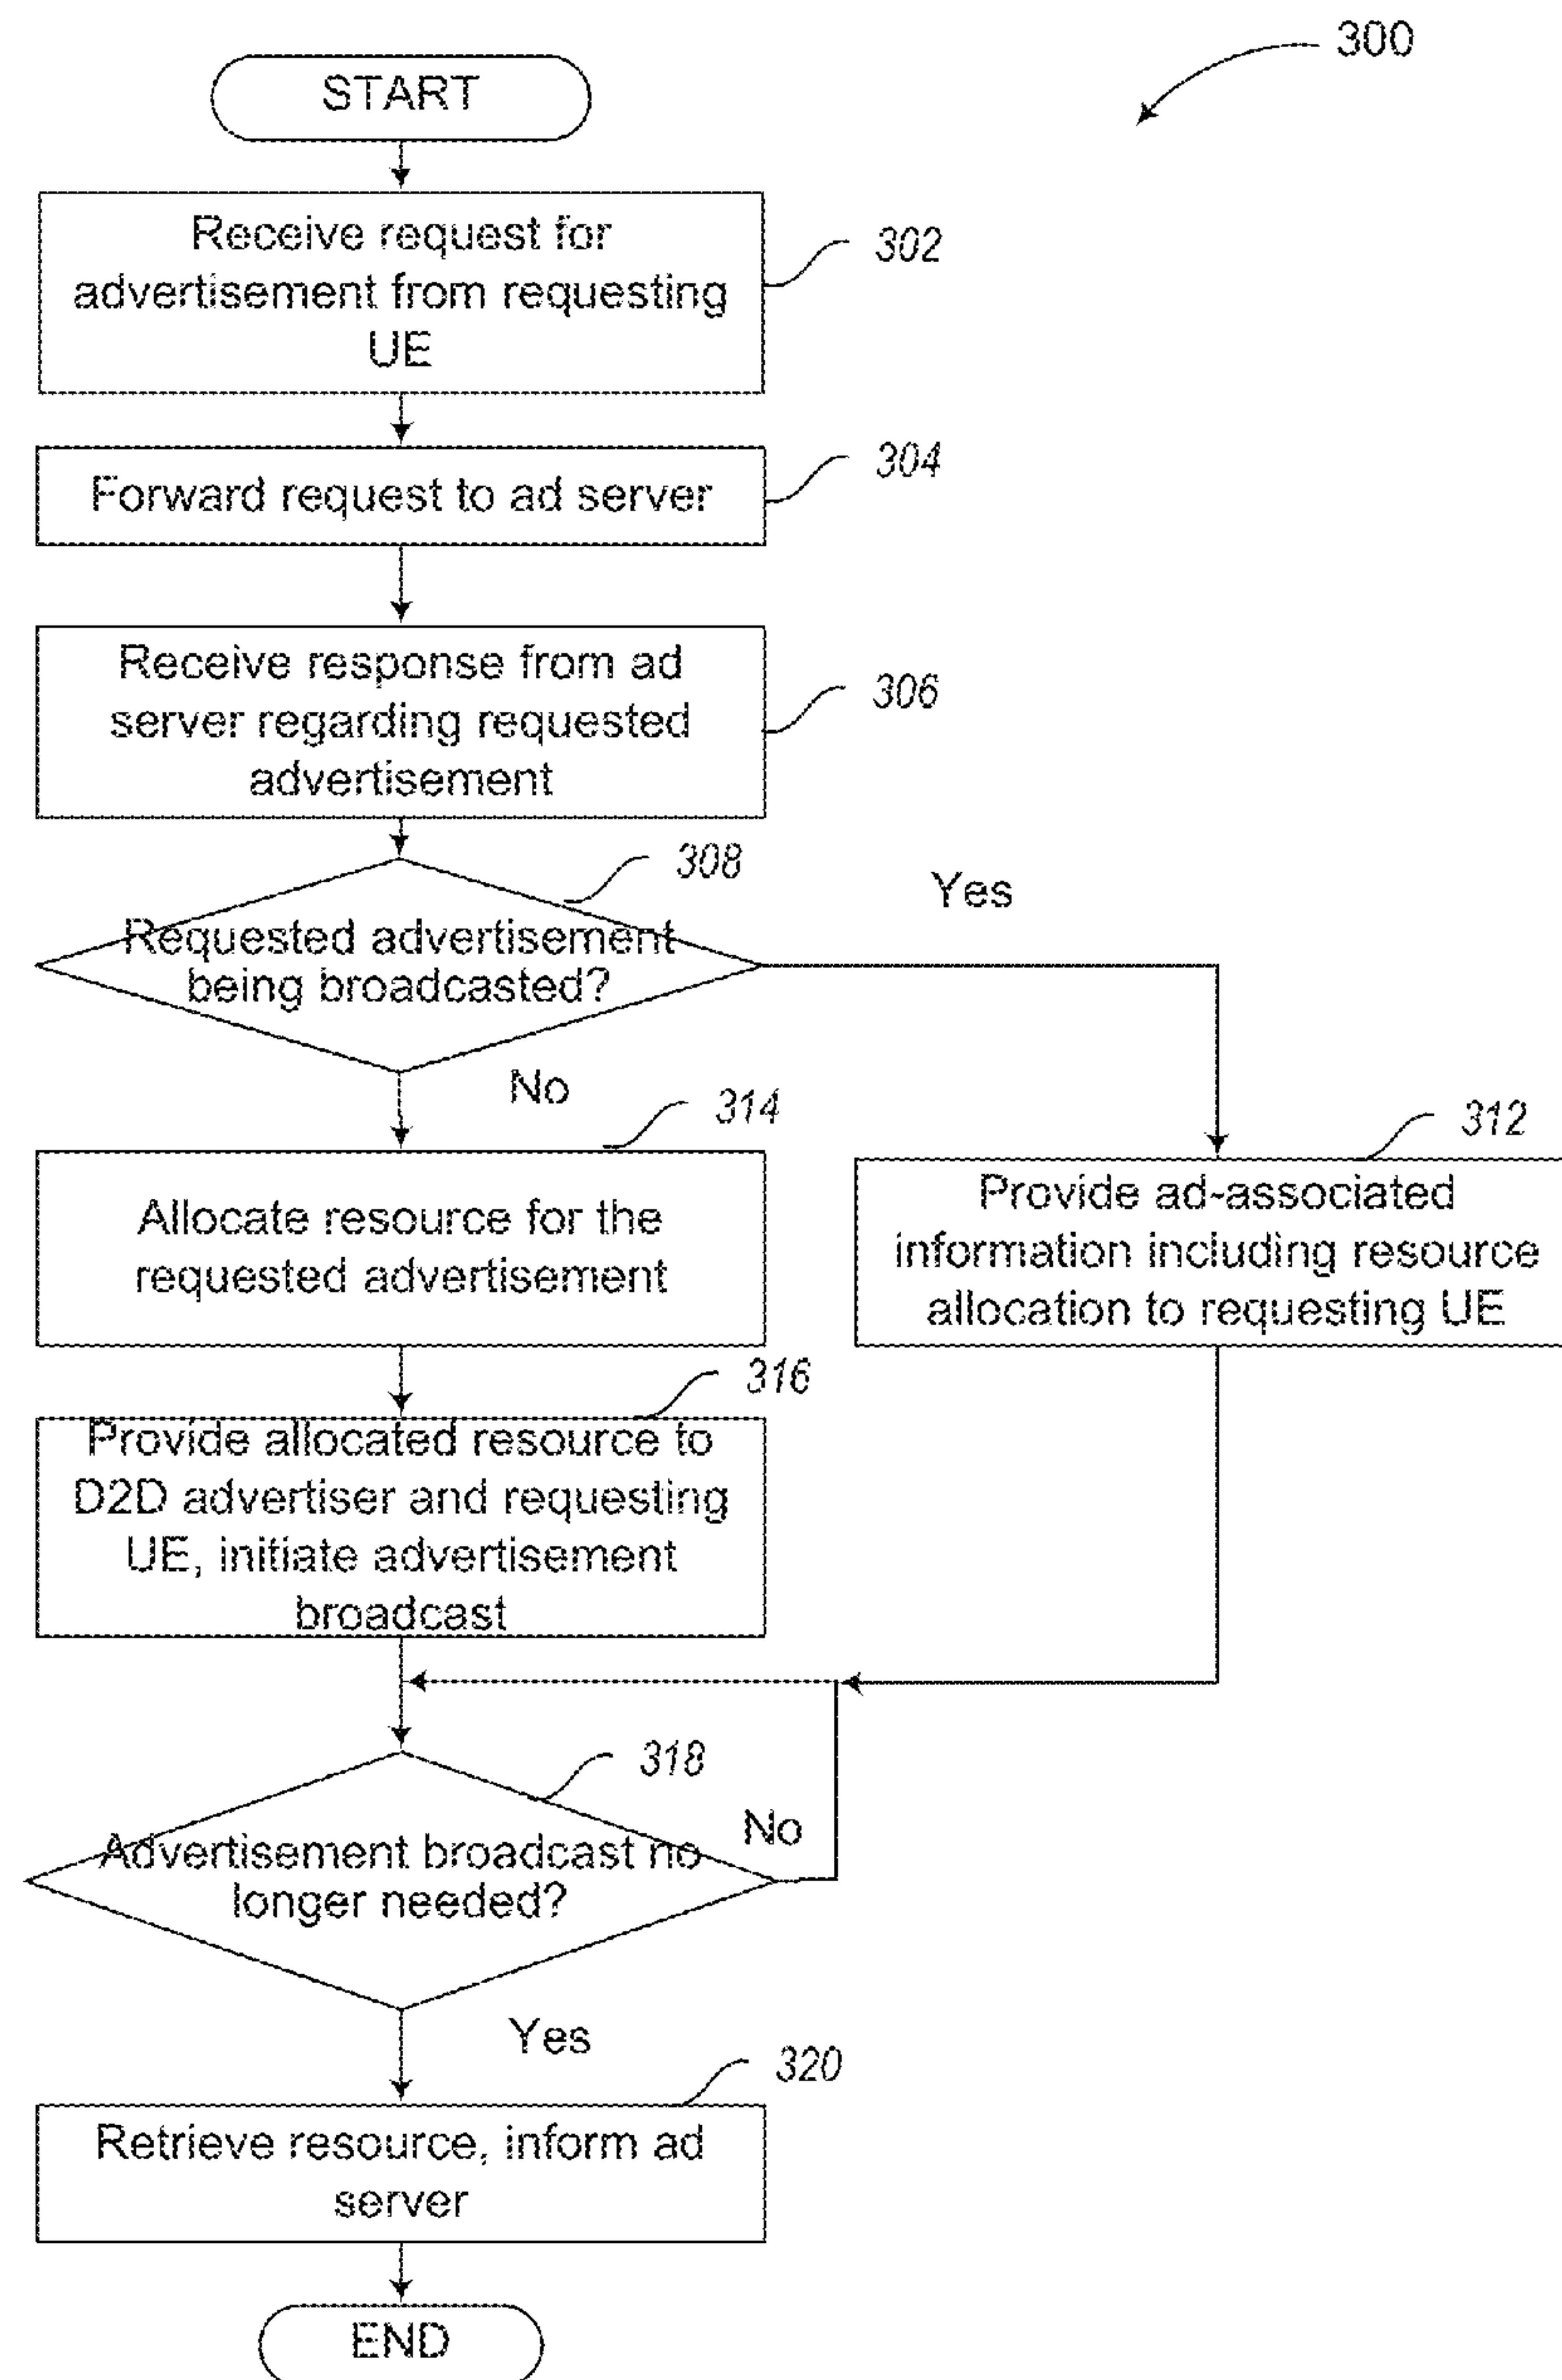 300
START
Receive request for
advertisement from requesting
UE
302
Forward request to ad server
304
Receive response from ad
server regarding requested
advertisement
306
308
Requested advertisement
being broadcasted?
Yes
No
314
Allocate resource for the
requested advertisement
312
Provide ad-associated
information including resource
allocation to requesting UE
316
Provide allocated resource to
D2D advertiser and requesting
UE, initiate advertisement
broadcast
318
Advertisement broadcast no
longer needed?
No
Yes
320
Retrieve resource, inform ad
server
END